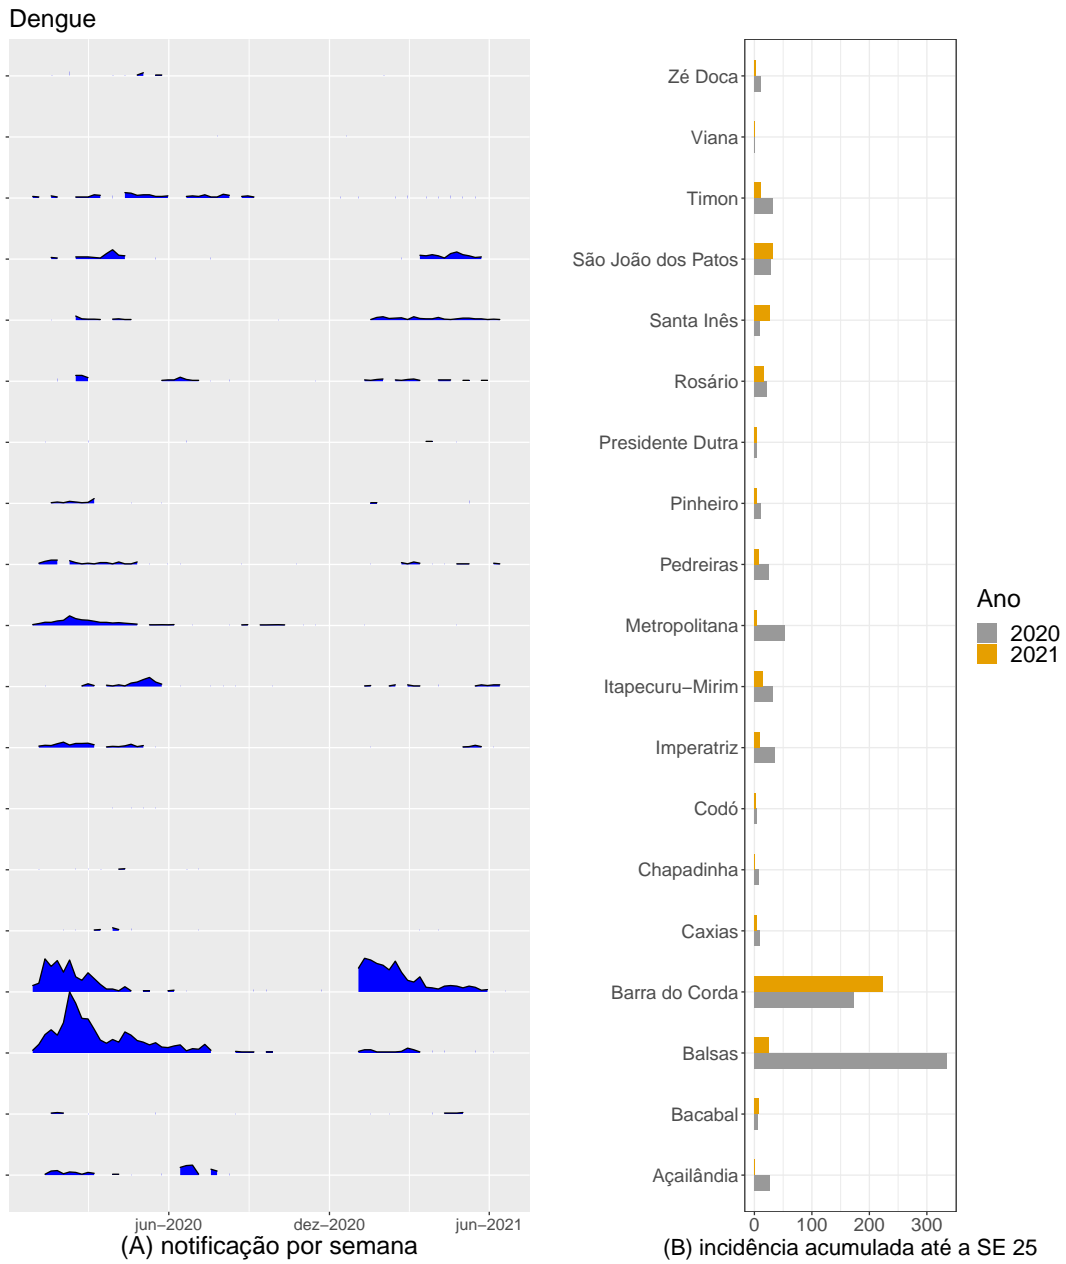 Dengue
Zé Doca
Viana
Timon
São João dos Patos
Santa Inês
Rosário
Presidente Dutra
Pinheiro
Pedreiras
Metropolitana
Itapecuru−Mirim
Imperatriz
Codó
Chapadinha
Caxias
Barra do Corda
Balsas
Bacabal
Açailândia
Ano
2020
2021
jun−2020 dez−2020 jun−2021
0 100 200 300
(A) notificação por semana
(B) incidência acumulada até a SE 25